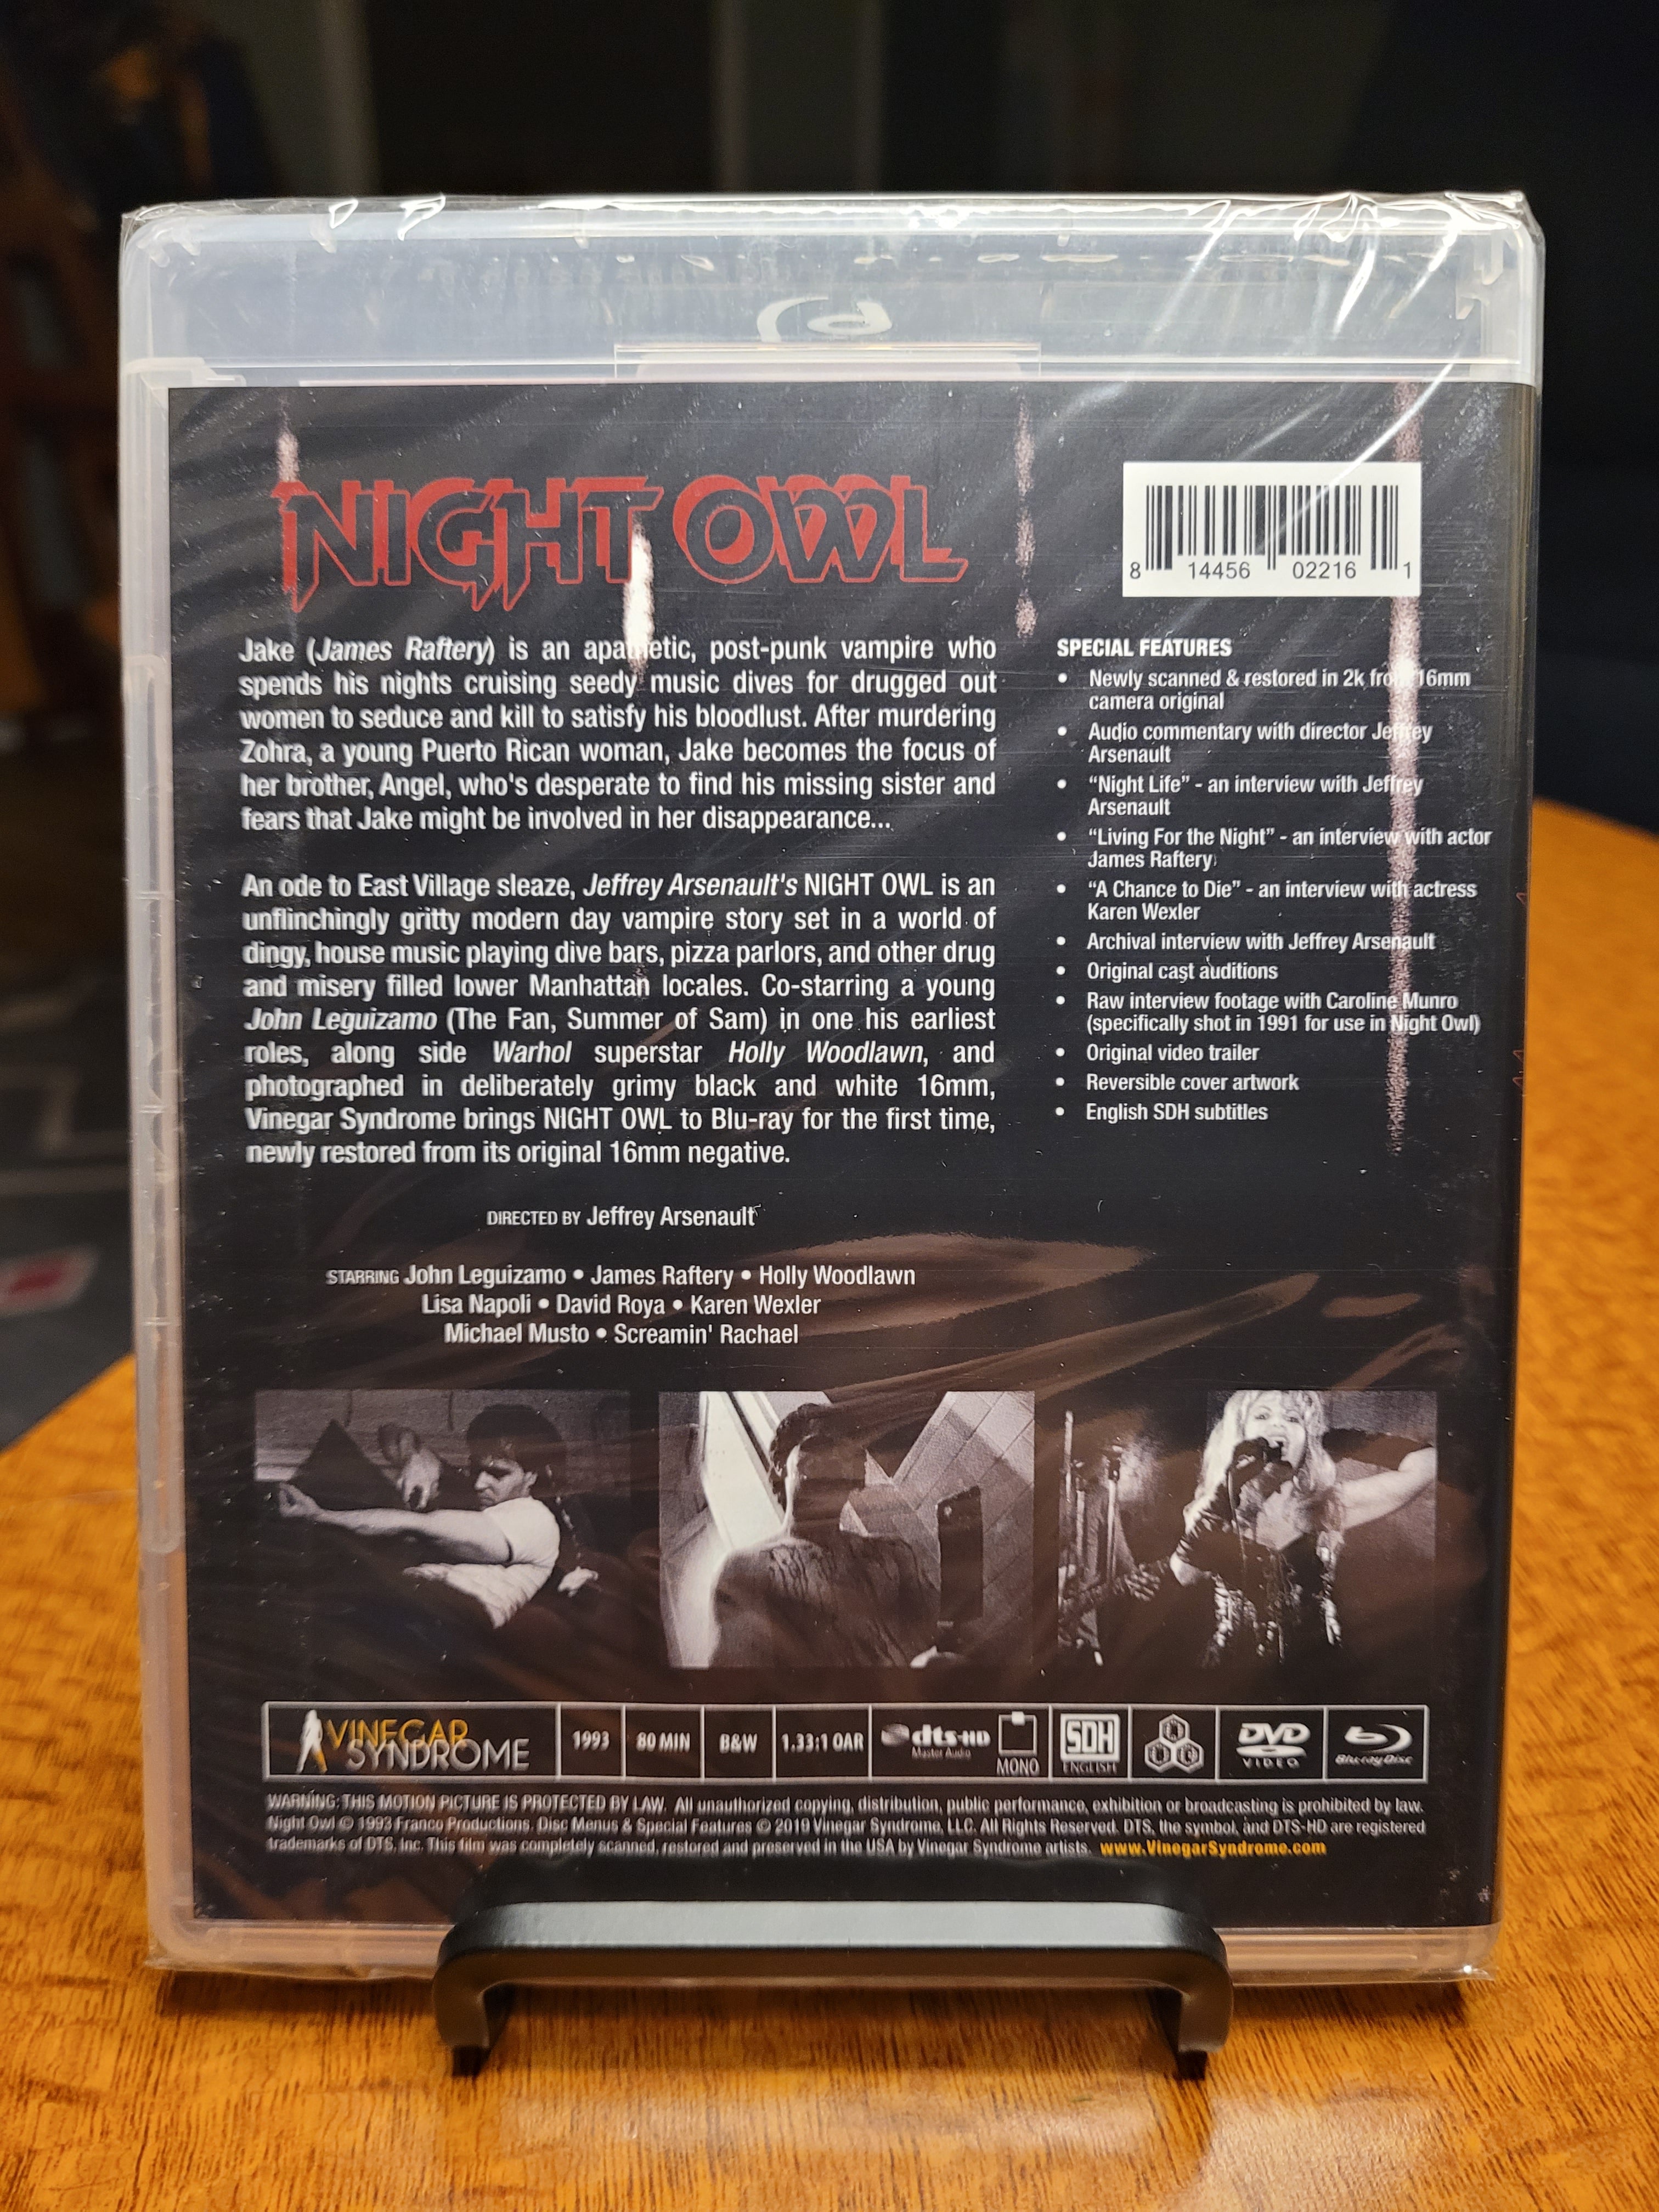 NIGHT OWL
8 14456 02216 1
Jake (James Raftery) is an apathetic, post-punk vampire who
spends his nights cruising seedy music dives for drugged out
women to seduce and kill to satisfy his bloodlust. After murdering
Zohra, a young Puerto Rican woman, Jake becomes the focus of
her brother, Angel, who's desperate to find his missing sister and
fears that Jake might be involved in her disappearance...
An ode to East Village sleaze, Jeffrey Arsenault's NIGHT OWL is an
unflinchingly gritty modern day vampire story set in a world of
dingy, house music playing dive bars, pizza parlors, and other drug
and misery filled lower Manhattan locales. Co-starring a young
John Leguizamo (The Fan, Summer of Sam) in one his earliest
roles, along side Warhol superstar Holly Woodlawn, and
photographed in deliberately grimy black and white 16mm,
Vinegar Syndrome brings NIGHT OWL to Blu-ray for the first time,
newly restored from its original 16mm negative.
DIRECTED BY Jeffrey Arsenault
STARRING John Leguizamo • James Raftery • Holly Woodlawn
Lisa Napoli • David Roya • Karen Wexler
Michael Musto • Screamin' Rachael
SPECIAL FEATURES
• Newly scanned & restored in 2k from 16mm
camera original
• Audio commentary with director Jeffrey
Arsenault
• “Night Life” - an interview with Jeffrey
Arsenault
• “Living For the Night” - an interview with actor
James Raftery
• “A Chance to Die” - an interview with actress
Karen Wexler
• Archival interview with Jeffrey Arsenault
• Original cast auditions
• Raw interview footage with Caroline Munro
(specifically shot in 1991 for use in Night Owl)
• Original video trailer
• Reversible cover artwork
• English SDH subtitles
VINEGAR
SYNDROME
1993
80 MIN
B&W
1.33:1 OAR
dts-HD
Master Audio
MONO
SDH
ENGLISH
DVD
VIDEO
Blu-ray Disc
WARNING: THIS MOTION PICTURE IS PROTECTED BY LAW. All unauthorized copying, distribution, public performance, exhibition or broadcasting is prohibited by law.
Night Owl © 1993 Franco Productions. Disc Menus & Special Features © 2019 Vinegar Syndrome, LLC. All Rights Reserved. DTS, the symbol, and DTS-HD are registered
trademarks of DTS, Inc. This film was completely scanned, restored and preserved in the USA by Vinegar Syndrome artists. www.VinegarSyndrome.com